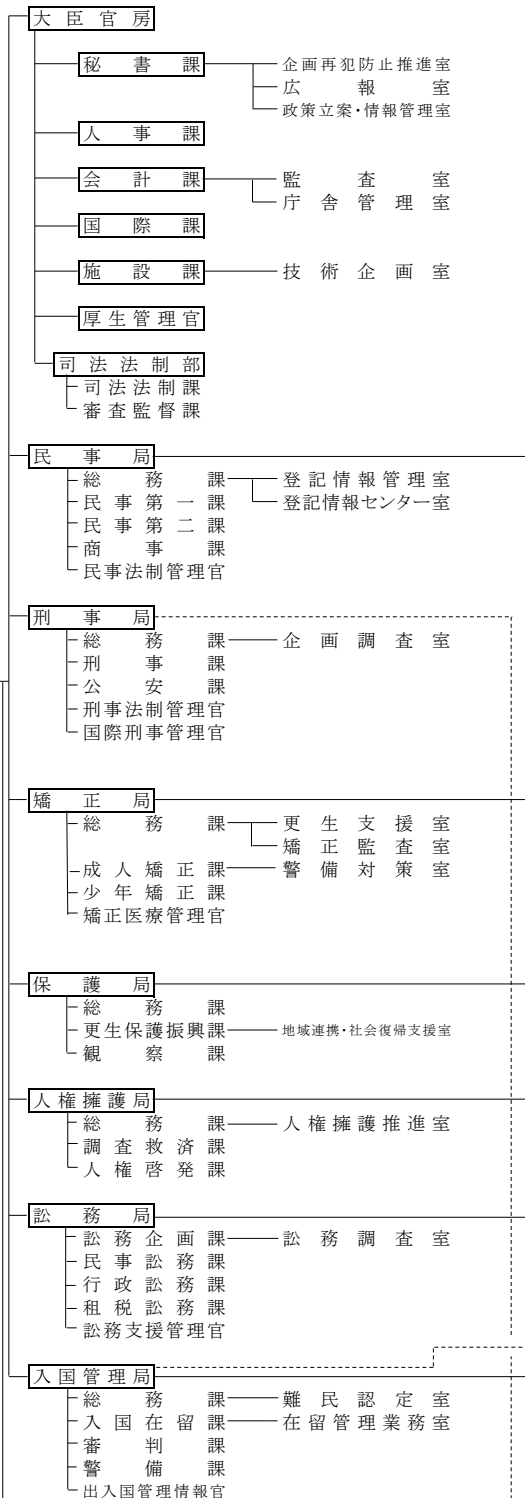 大臣官房
秘書課 企画再犯防止推進室
広報室
政策立案・情報管理室
人事課
会計課 監査室
庁舎管理室
国際課
施設課 技術企画室
厚生管理官
司法法制部
司法法制課
審査監督課
民事局
総務課 登記情報管理室
民事第一課 登記情報センター室
民事第二課
商事課
民事法制管理官
刑事局
総務課 企画調査室
刑事課
公安課
刑事法制管理官
国際刑事管理官
矯正局
総務課 更生支援室
矯正監査室
成人矯正課 警備対策室
少年矯正課
矯正医療管理官
保護局
総務課
更生保護振興課 地域連携・社会復帰支援室
観察課
人権擁護局
総務課 人権擁護推進室
調査救済課
人権啓発課
訟務局
訟務企画課 訟務調査室
民事訟務課
行政訟務課
租税訟務課
訟務支援管理官
入国管理局
総務課 難民認定室
入国在留課 在留管理業務室
審判課
警備課
出入国管理情報官